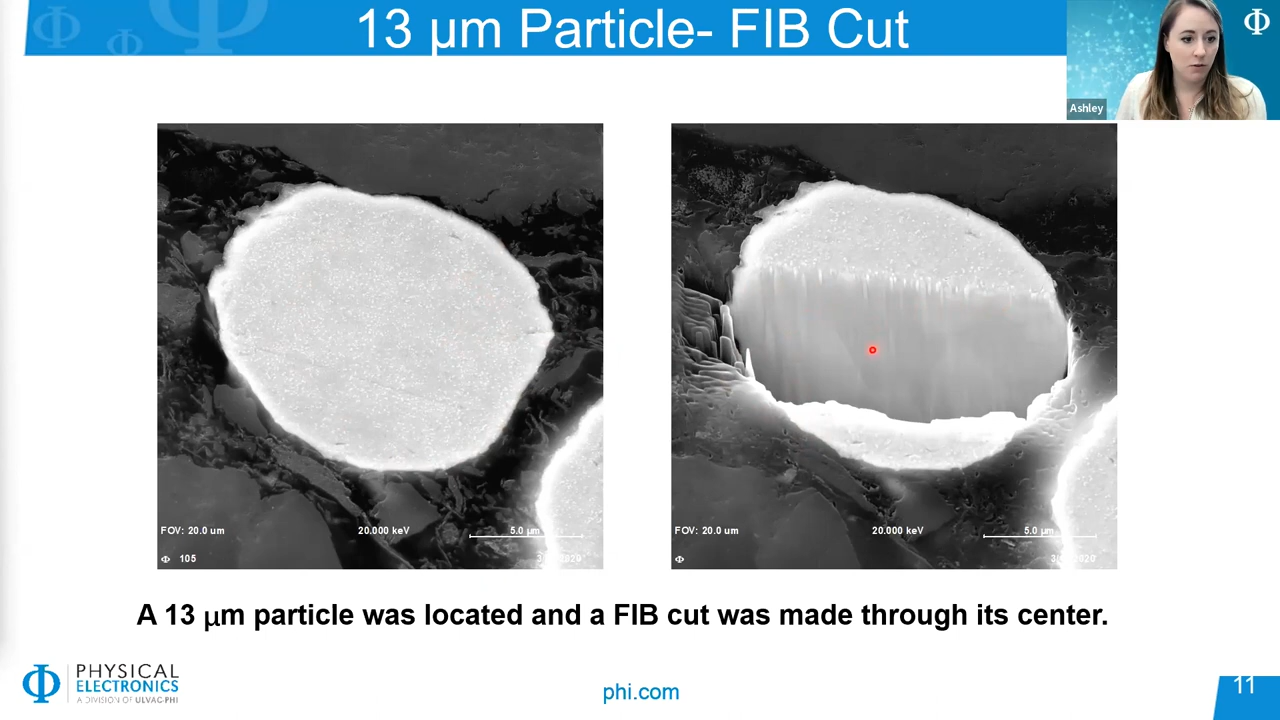 13 µm Particle- FIB Cut
Ashley
FOV: 20.0 um
20.000 keV
5.0 µm
Φ 105
FOV: 20.0 um
20.000 keV
5.0 µm
Φ
A 13 µm particle was located and a FIB cut was made through its center.
PHYSICAL
ELECTRONICS
A DIVISION OF ULVAC-PHI
phi.com
11